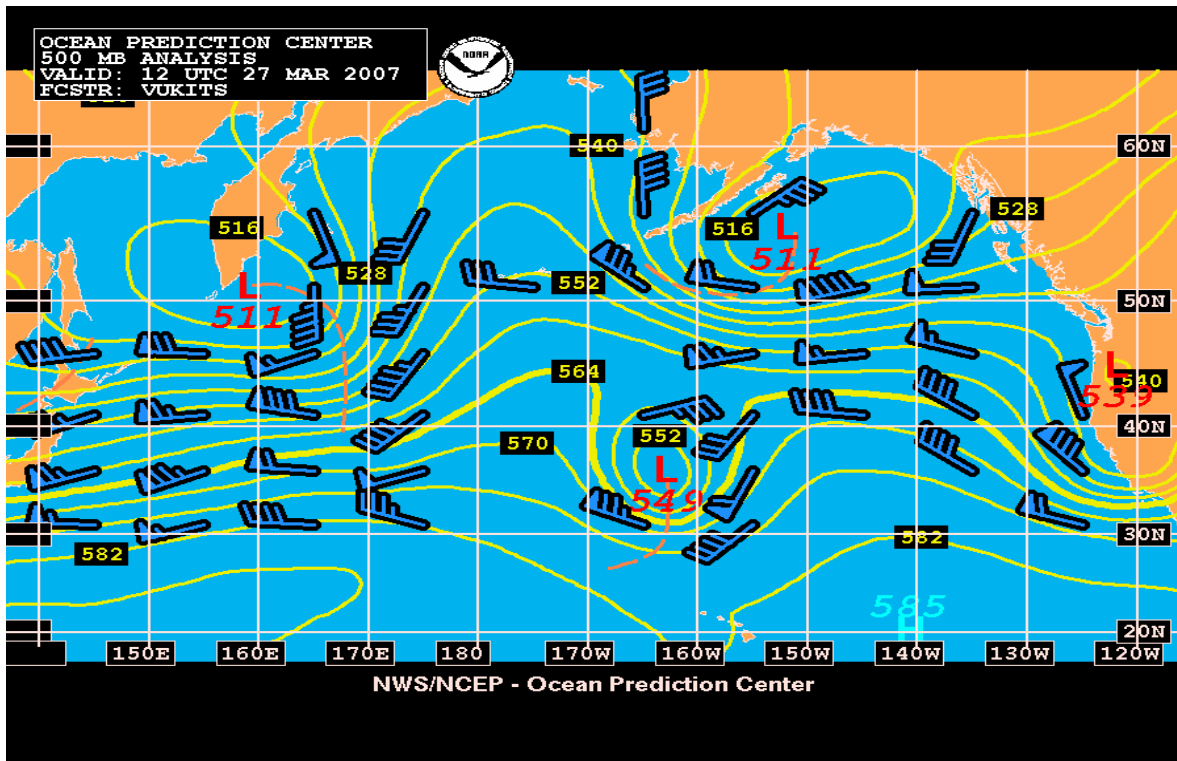 OCEAN PREDICTION CENTER
500 MB ANALYSIS
VALID: 12 UTC 27 MAR 2007
FCSTR: VUKITS
NOAA
540
60N
516
516
528
L
511
528
L
511
552
50N
L
539
540
564
552
40N
570
L
549
582
582
30N
585
H
20N
150E
160E
170E
180
170W
160W
150W
140W
130W
120W
NWS/NCEP - Ocean Prediction Center